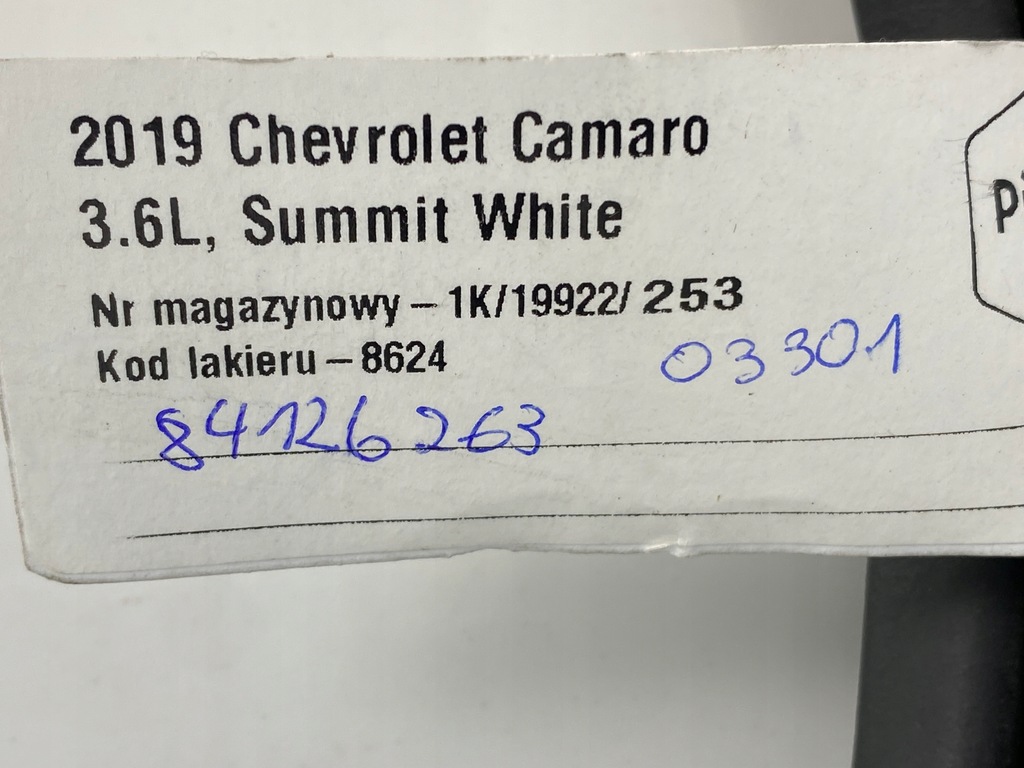 2019 Chevrolet Camaro
3.6L, Summit White
Nr magazynowy – 1K/19922/ 253
Kod lakieru – 8624
03301
84126263